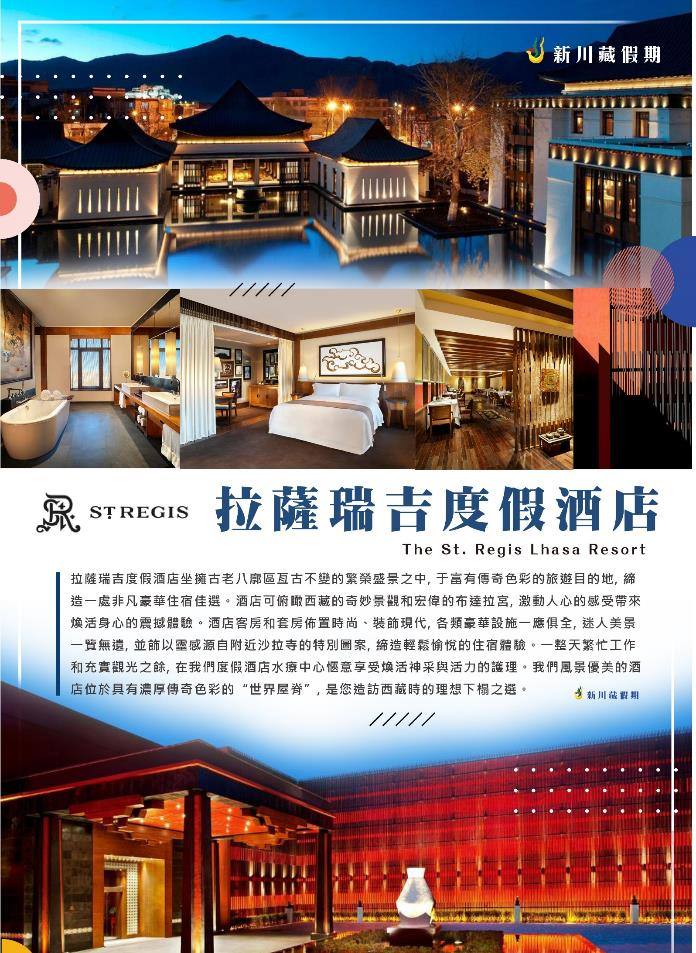 新川藏假期
ST REGIS
拉薩瑞吉度假酒店
The St. Regis Lhasa Resort
拉薩瑞吉度假酒店坐擁古老八廓區亙古不變的繁榮盛景之中, 于富有傳奇色彩的旅遊目的地, 締
造一處非凡豪華住宿佳選。酒店可俯瞰西藏的奇妙景觀和宏偉的布達拉宮, 激動人心的感受帶來
煥活身心的震撼體驗。酒店客房和套房佈置時尚、裝飾現代, 各類豪華設施一應俱全, 迷人美景
一覽無遺, 並飾以靈感源自附近沙拉寺的特別圖案, 締造輕鬆愉悅的住宿體驗。一整天繁忙工作
和充實觀光之餘, 在我們度假酒店水療中心愜意享受煥活神采與活力的護理。我們風景優美的酒
店位於具有濃厚傳奇色彩的“世界屋脊”, 是您造訪西藏時的理想下榻之選。
新川藏假期